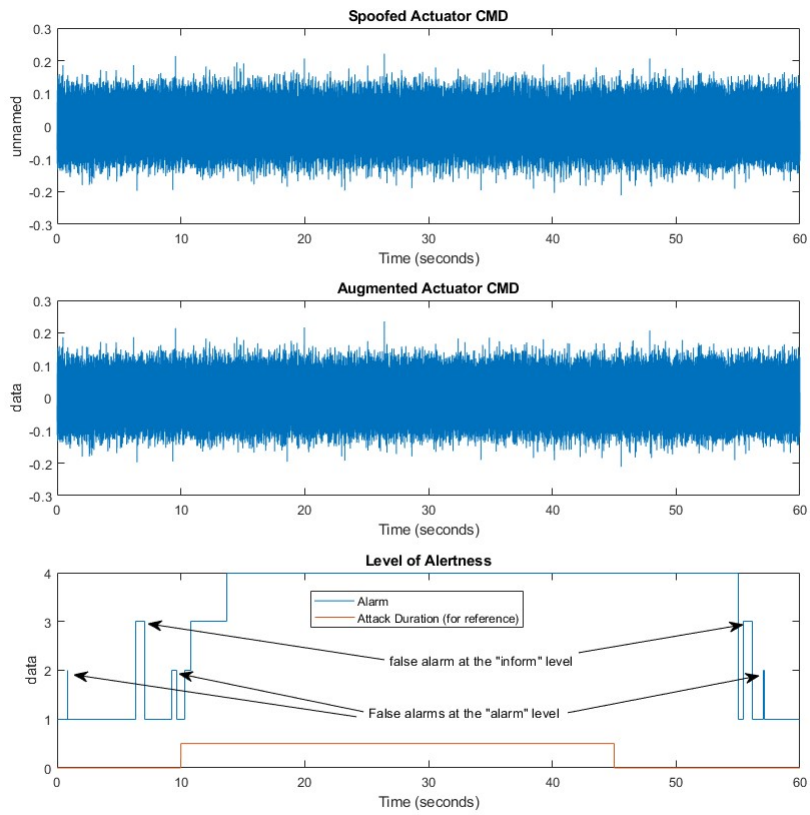 Spoofed Actuator CMD
0.3
0.2
0.1
0
-0.1
-0.2
-0.3
unnamed
0 10 20 30 40 50 60
Time (seconds)
Augmented Actuator CMD
0.3
0.2
0.1
0
-0.1
-0.2
-0.3
data
0 10 20 30 40 50 60
Time (seconds)
Level of Alertness
4
3
2
1
0
data
Alarm
Attack Duration (for reference)
false alarm at the "inform" level
False alarms at the "alarm" level
0 10 20 30 40 50 60
Time (seconds)